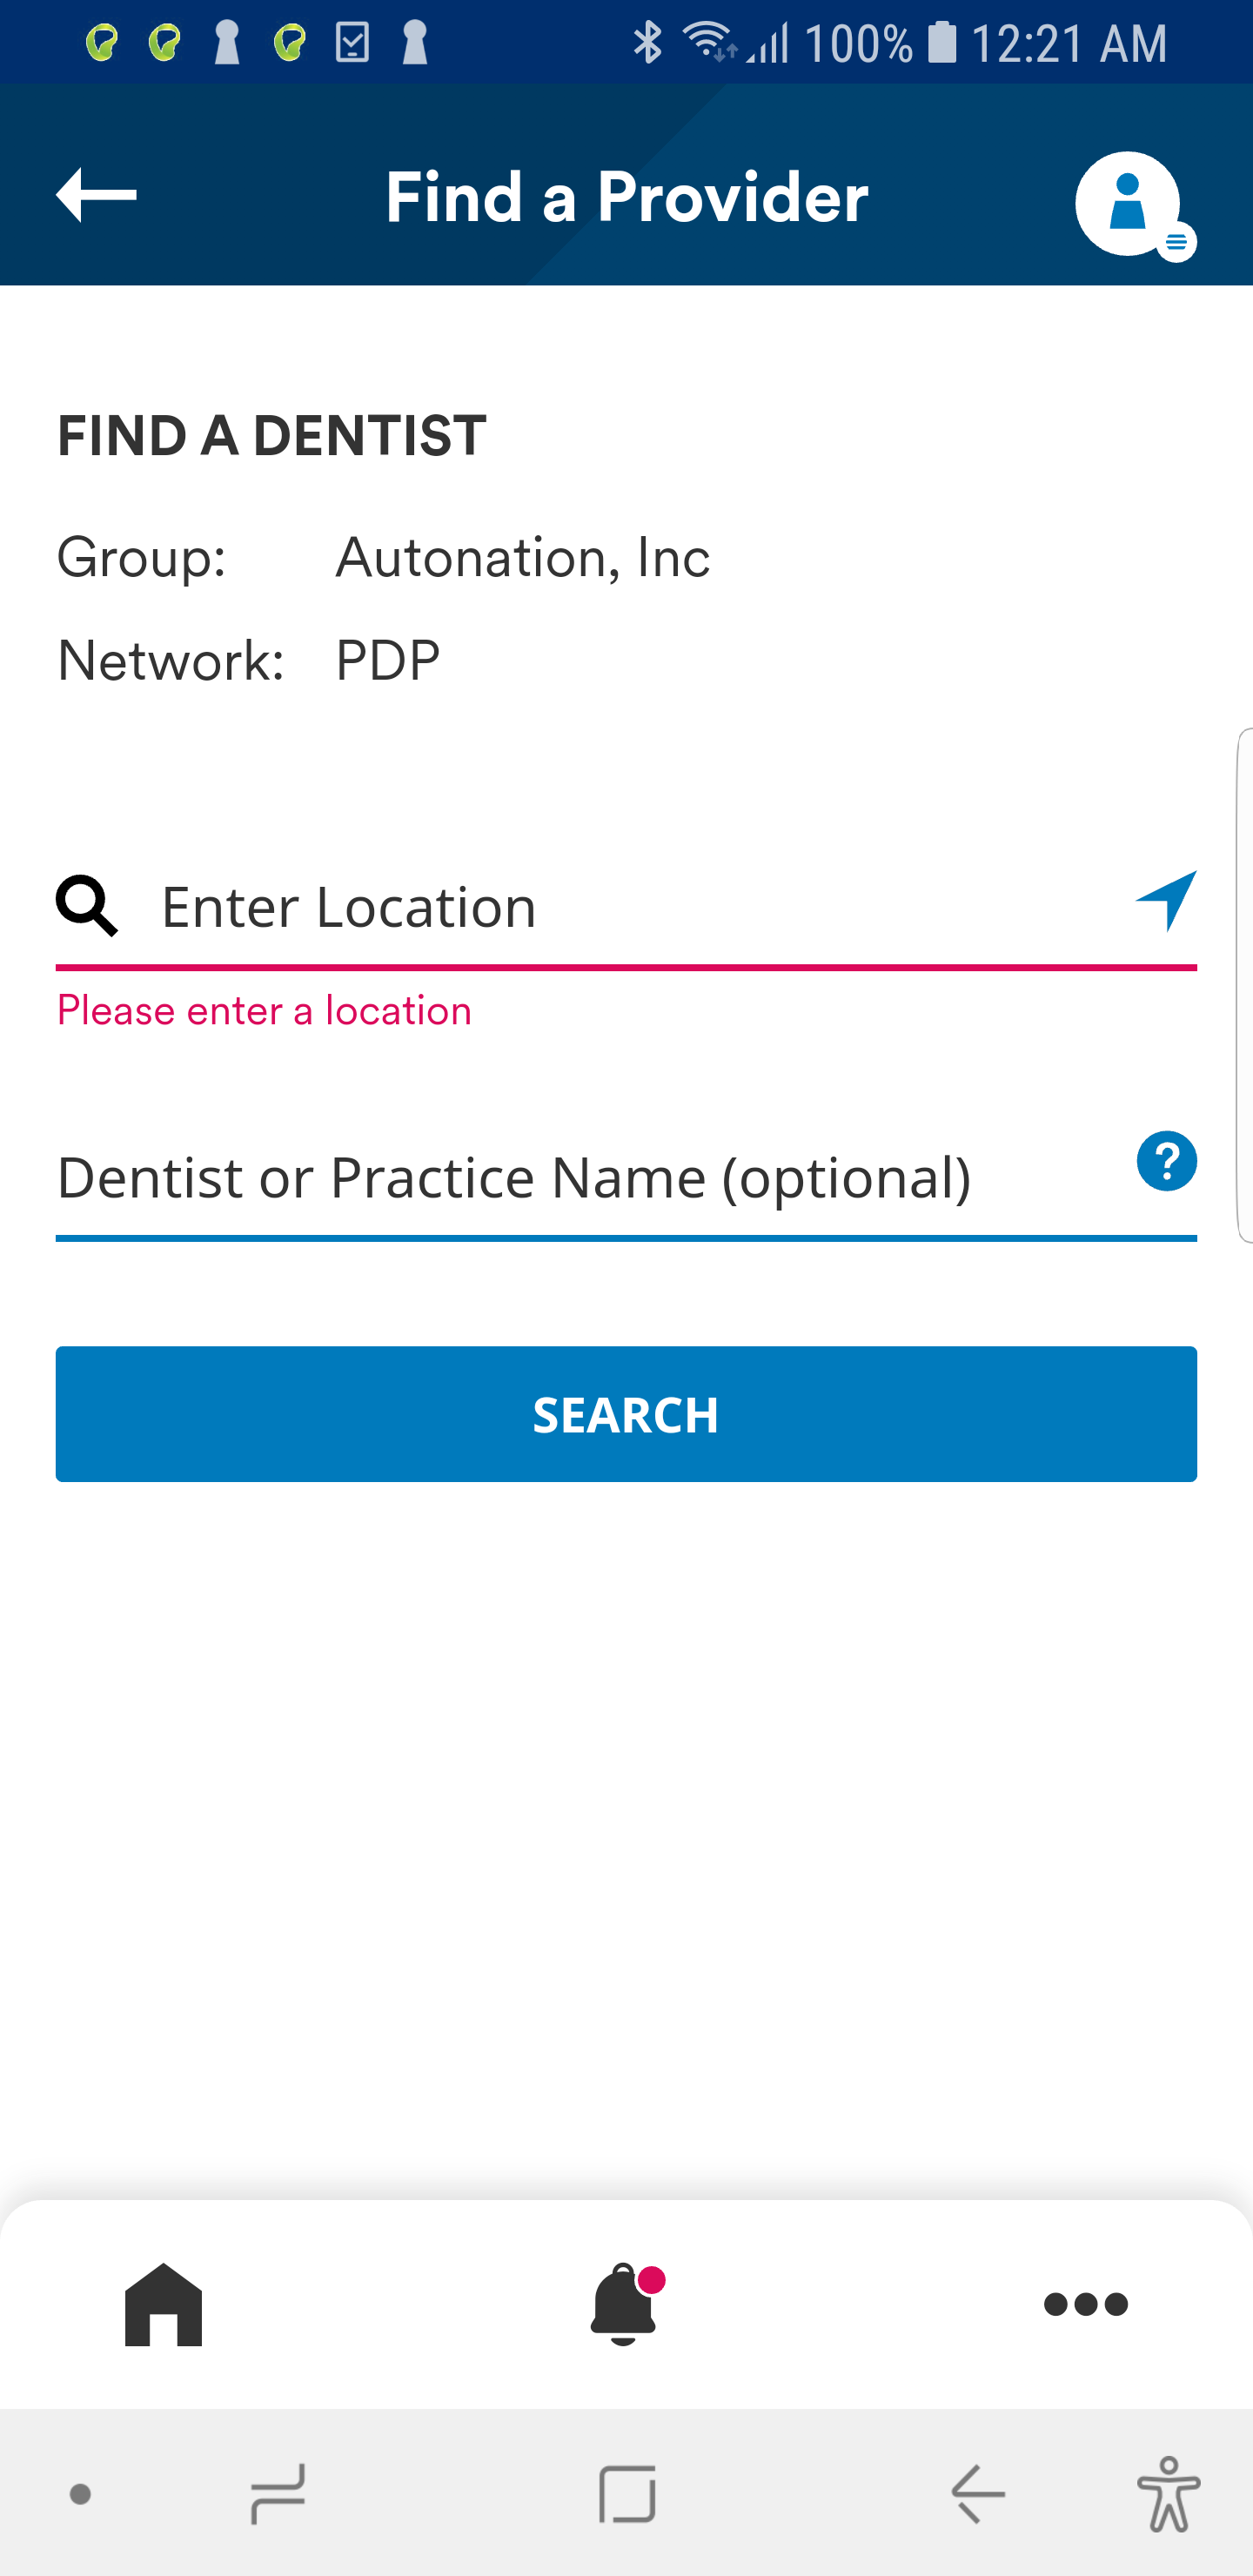 100% 12:21 AM
Find a Provider
FIND A DENTIST
Group: Autonation, Inc
Network: PDP
Enter Location
Please enter a location
Dentist or Practice Name (optional)
?
SEARCH